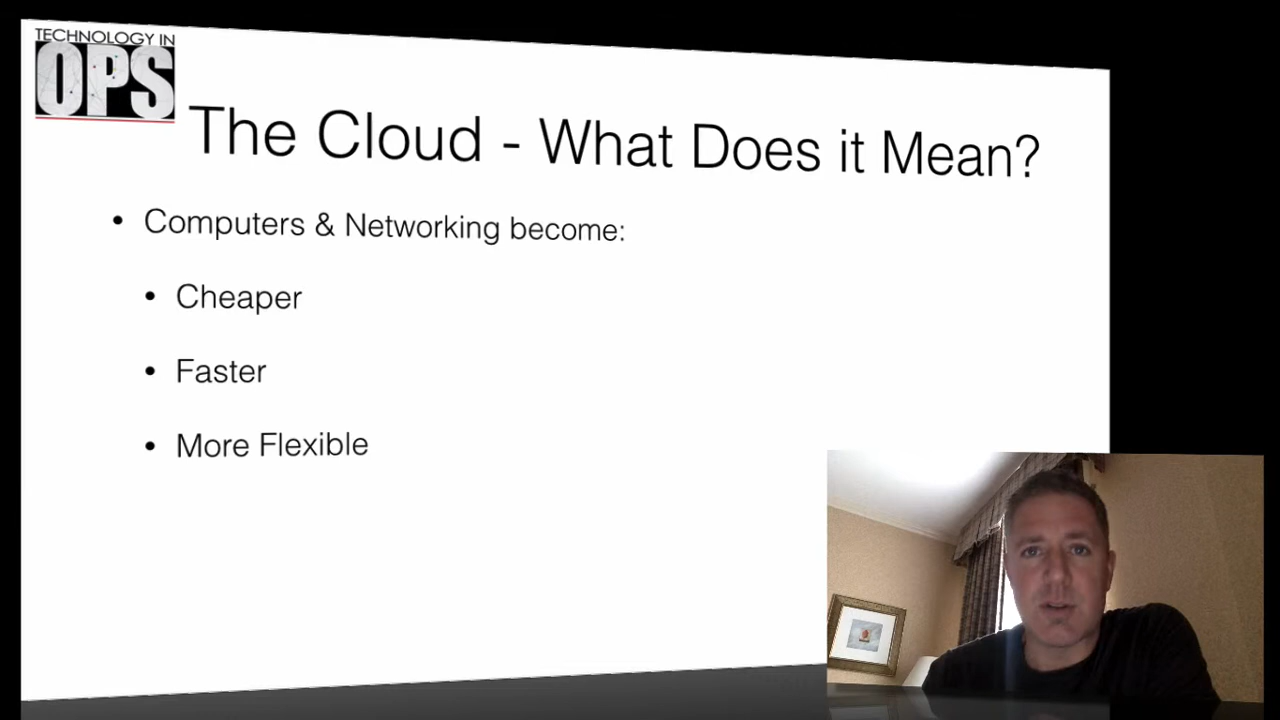 TECHNOLOGY IN
OPS
The Cloud - What Does it Mean?
• Computers & Networking become:
• Cheaper
• Faster
• More Flexible